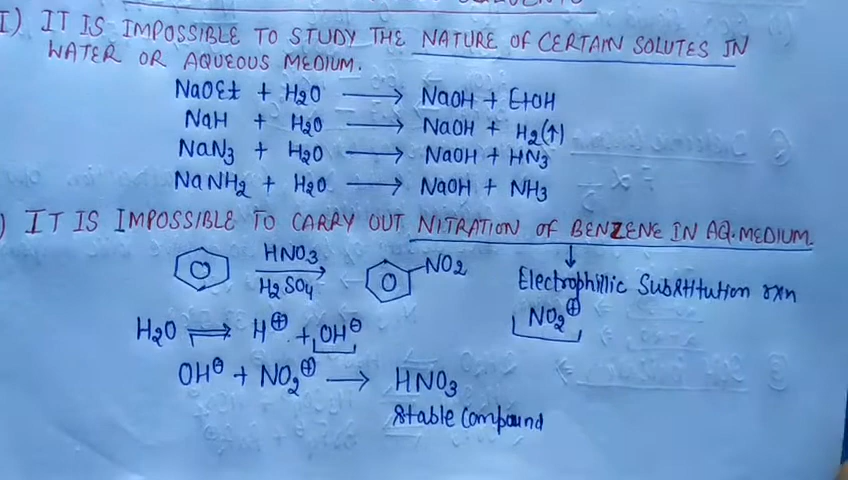 I) IT IS IMPOSSIBLE TO STUDY THE NATURE OF CERTAIN SOLUTES IN
WATER OR AQUEOUS MEDIUM.
NaOEt + H₂O ⟶ NaOH + EtOH
NaH + H₂O ⟶ NaOH + H₂(↑)
NaN₃ + H₂O ⟶ NaOH + HN₃
NaNH₂ + H₂O ⟶ NaOH + NH₃
) IT IS IMPOSSIBLE TO CARRY OUT NITRATION OF BENZENE IN AQ. MEDIUM.
HNO₃
H₂SO₄
NO₂
Electrophillic Substitution rxn
NO₂⊕
H₂O ⇌ H⊕ + OH⊖
OH⊖ + NO₂⊕ ⟶ HNO₃
Stable Compound